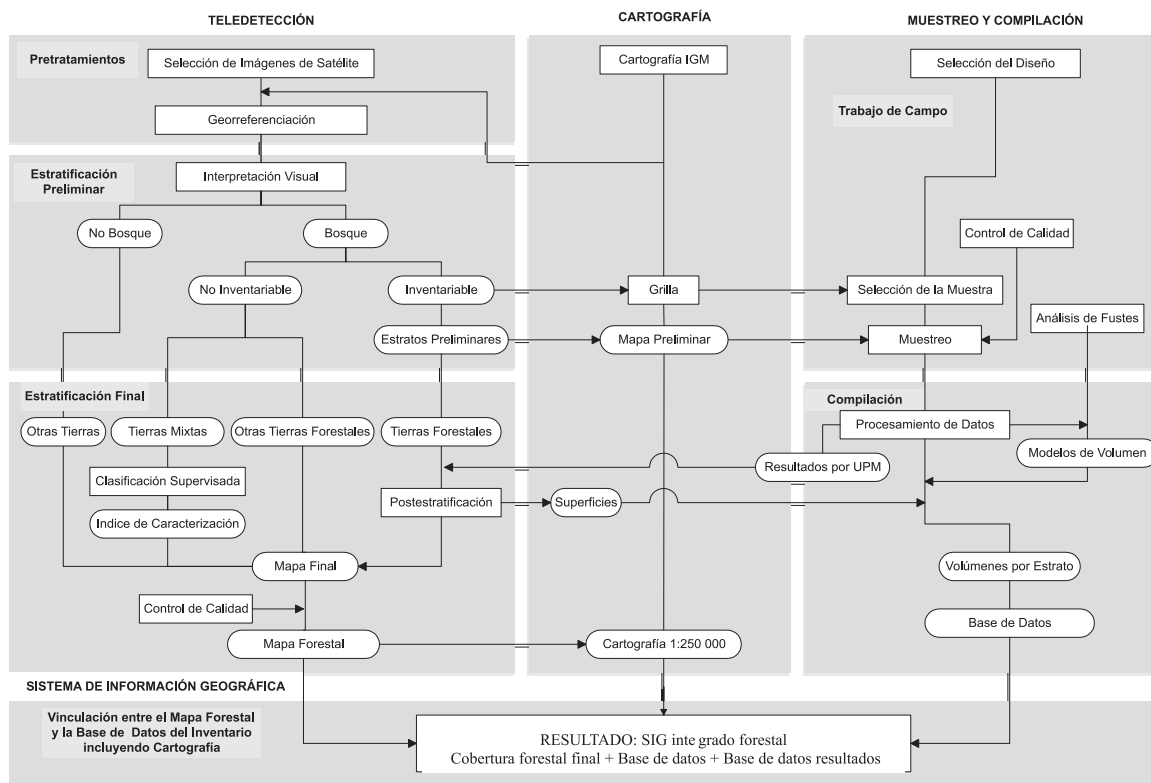 TELEDETECCIÓN
CARTOGRAFÍA
MUESTREO Y COMPILACIÓN
Pretratamientos
Selección de Imágenes de Satélite
Georreferenciación
Cartografía IGM
Selección del Diseño
Trabajo de Campo
Estratificación
Preliminar
Interpretación Visual
No Bosque
Bosque
Control de Calidad
No Inventariable
Inventariable
Grilla
Selección de la Muestra
Análisis de Fustes
Estratos Preliminares
Mapa Preliminar
Muestreo
Estratificación Final
Compilación
Otras Tierras
Tierras Mixtas
Otras Tierras Forestales
Tierras Forestales
Procesamiento de Datos
Resultados por UPM
Modelos de Volumen
Clasificación Supervisada
Postestratificación
Superficies
Indice de Caracterización
Mapa Final
Volúmenes por Estrato
Control de Calidad
Base de Datos
Mapa Forestal
Cartografía 1:250 000
SISTEMA DE INFORMACIÓN GEOGRÁFICA
Vinculación entre el Mapa Forestal
y la Base de Datos del Inventario
incluyendo Cartografía
RESULTADO: SIG inte grado forestal
Cobertura forestal final + Base de datos + Base de datos resultados